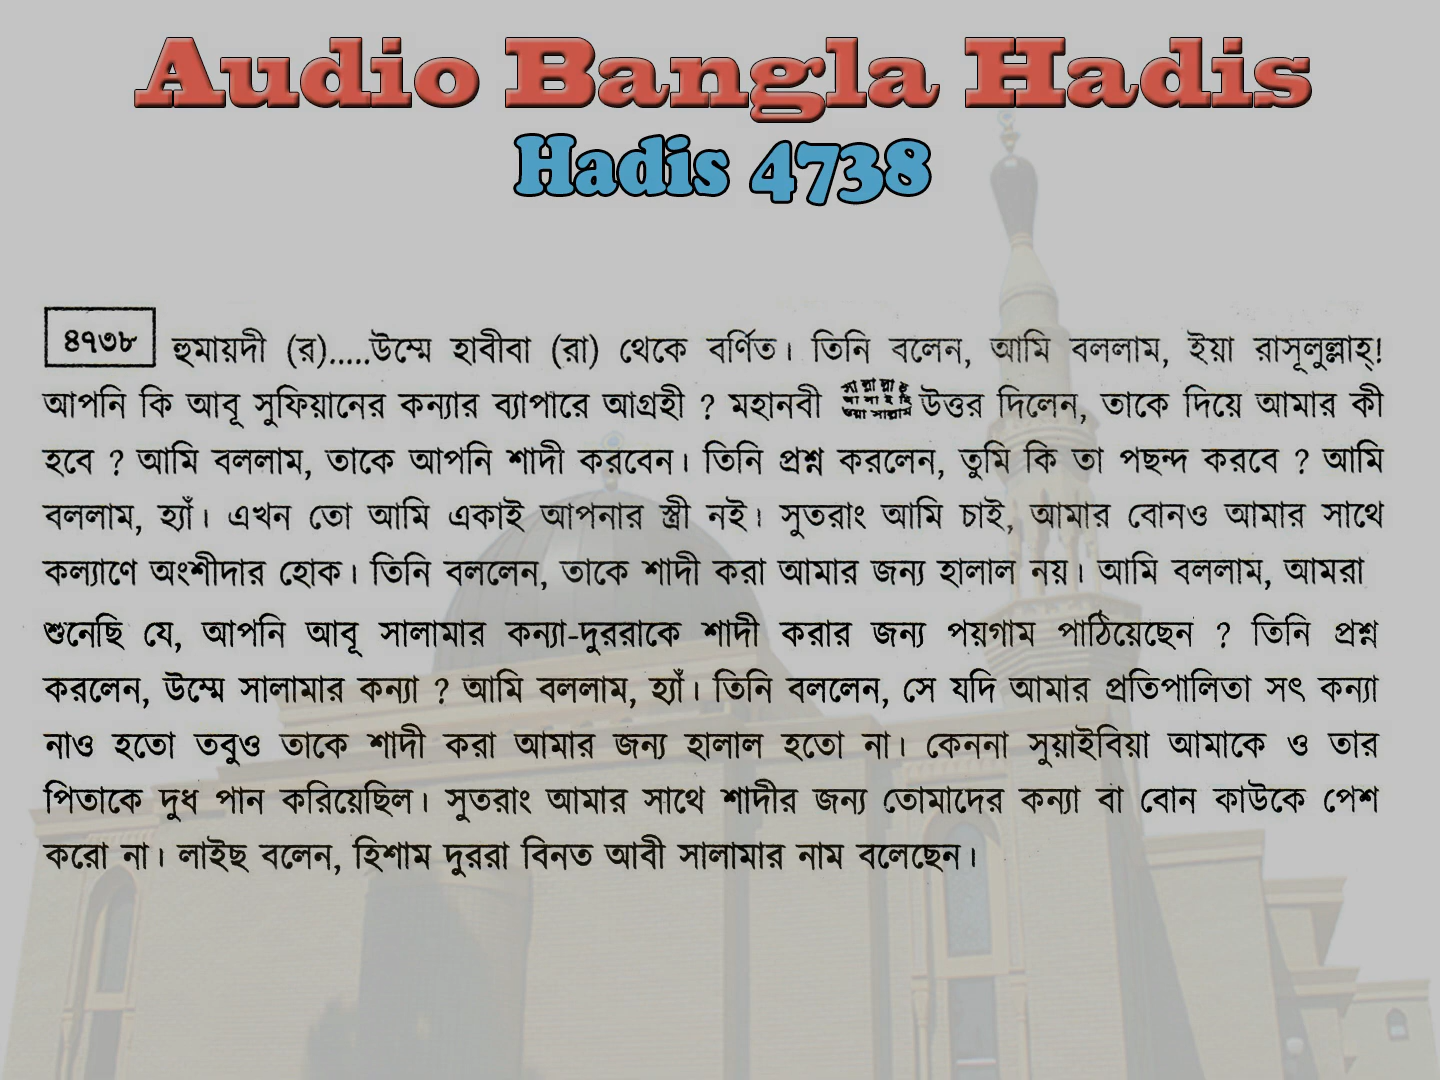 Audio Bangla Hadis
Hadis 4738
৪৭৩৮ হুমায়দী (র).....উম্মে হাবীবা (রা) থেকে বর্ণিত। তিনি বলেন, আমি বললাম, ইয়া রাসূলুল্লাহ্!
আপনি কি আবূ সুফিয়ানের কন্যার ব্যাপারে আগ্রহী ? মহানবী সাল্লাল্লাহু আলাইহি ওয়া সাল্লাম উত্তর দিলেন, তাকে দিয়ে আমার কী
হবে ? আমি বললাম, তাকে আপনি শাদী করবেন। তিনি প্রশ্ন করলেন, তুমি কি তা পছন্দ করবে ? আমি
বললাম, হ্যাঁ। এখন তো আমি একাই আপনার স্ত্রী নই। সুতরাং আমি চাই, আমার বোনও আমার সাথে
কল্যাণে অংশীদার হোক। তিনি বললেন, তাকে শাদী করা আমার জন্য হালাল নয়। আমি বললাম, আমরা
শুনেছি যে, আপনি আবূ সালামার কন্যা-দুররাকে শাদী করার জন্য পয়গাম পাঠিয়েছেন ? তিনি প্রশ্ন
করলেন, উম্মে সালামার কন্যা ? আমি বললাম, হ্যাঁ। তিনি বললেন, সে যদি আমার প্রতিপালিতা সৎ কন্যা
নাও হতো তবুও তাকে শাদী করা আমার জন্য হালাল হতো না। কেননা সুয়াইবিয়া আমাকে ও তার
পিতাকে দুধ পান করিয়েছিল। সুতরাং আমার সাথে শাদীর জন্য তোমাদের কন্যা বা বোন কাউকে পেশ
করো না। লাইছ বলেন, হিশাম দুররা বিনত আবী সালামার নাম বলেছেন।